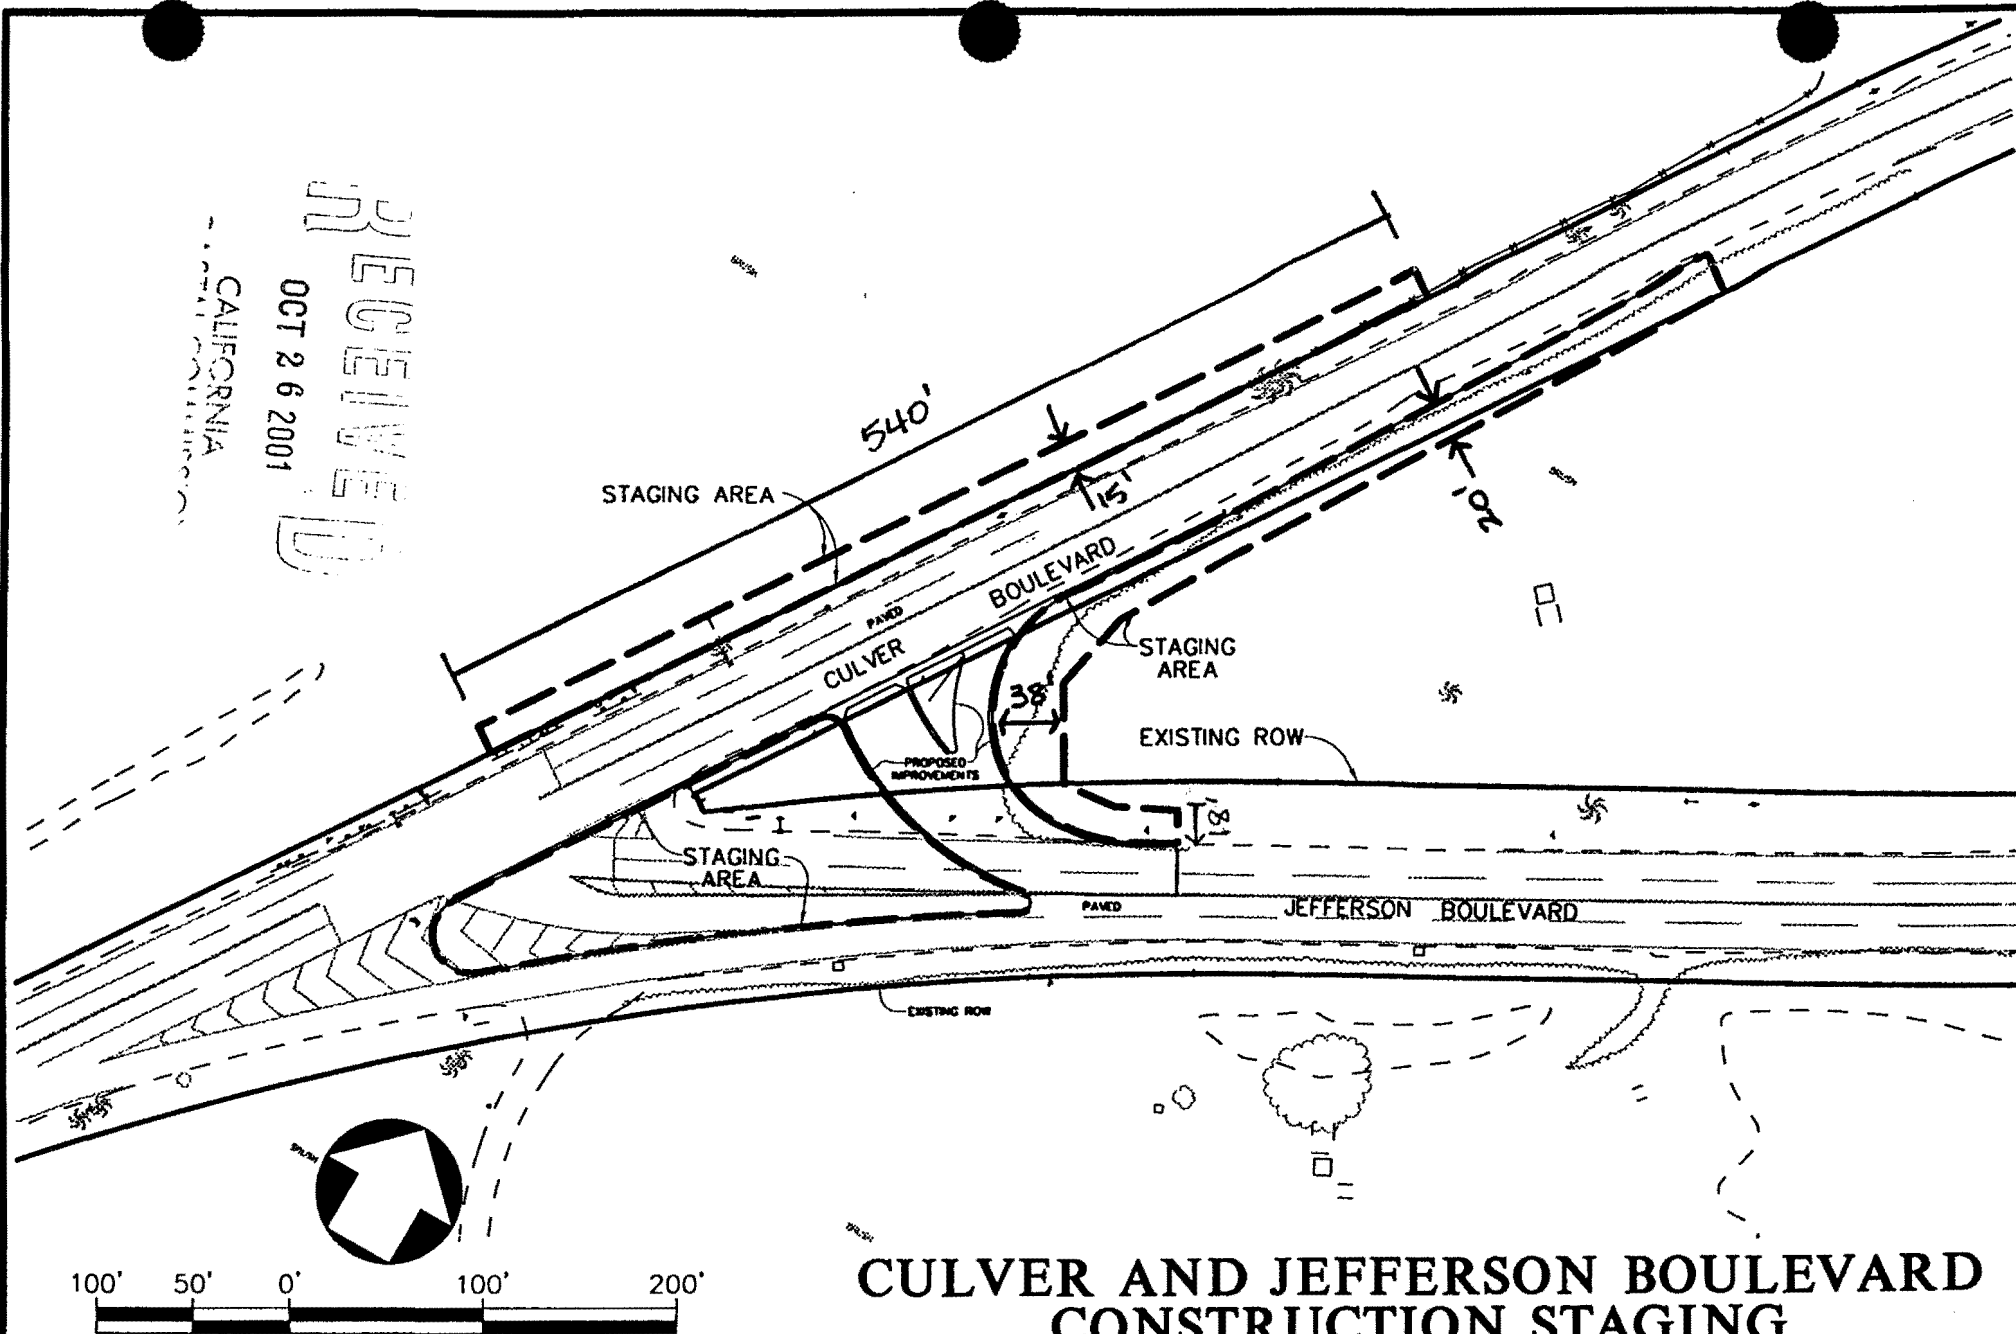 RECEIVED
OCT 26 2001
CALIFORNIA
540'
STAGING AREA
15'
20'
BOULEVARD
PAVED
CULVER
STAGING
AREA
38'
EXISTING ROW
PROPOSED
IMPROVEMENTS
18'
STAGING
AREA
PAVED
JEFFERSON BOULEVARD
EXISTING ROW
100' 50' 0' 100' 200'
CULVER AND JEFFERSON BOULEVARD
CONSTRUCTION STAGING